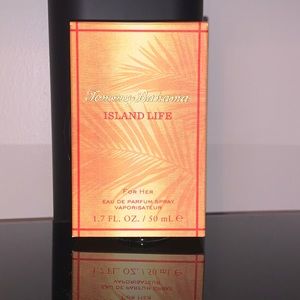 Tommy Bahama
ISLAND LIFE
FOR HER
EAU DE PARFUM SPRAY
VAPORISATEUR
1.7 FL. OZ. / 50 mL ℮